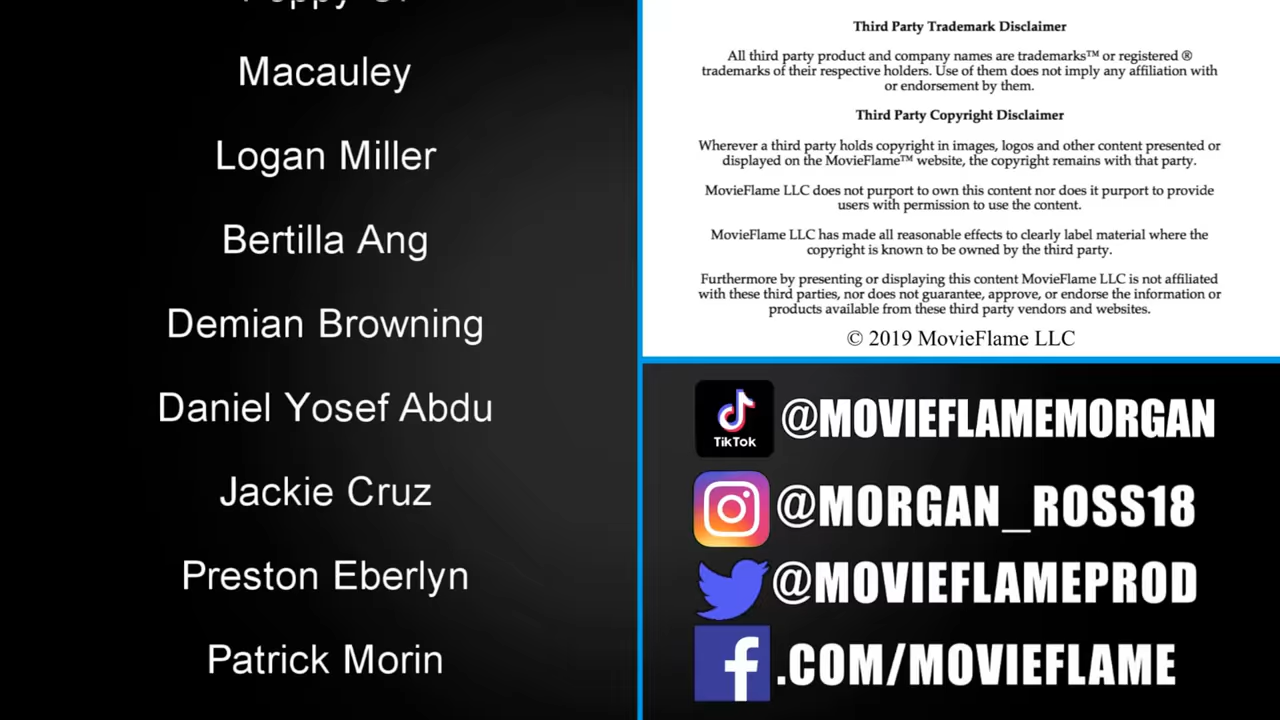 Macauley
Logan Miller
Bertilla Ang
Demian Browning
Daniel Yosef Abdu
Jackie Cruz
Preston Eberlyn
Patrick Morin
Third Party Trademark Disclaimer
All third party product and company names are trademarks™ or registered ®
trademarks of their respective holders. Use of them does not imply any affiliation with
or endorsement by them.
Third Party Copyright Disclaimer
Wherever a third party holds copyright in images, logos and other content presented or
displayed on the MovieFlame™ website, the copyright remains with that party.
MovieFlame LLC does not purport to own this content nor does it purport to provide
users with permission to use the content.
MovieFlame LLC has made all reasonable effects to clearly label material where the
copyright is known to be owned by the third party.
Furthermore by presenting or displaying this content MovieFlame LLC is not affiliated
with these third parties, nor does not guarantee, approve, or endorse the information or
products available from these third party vendors and websites.
© 2019 MovieFlame LLC
TikTok @MOVIEFLAMEMORGAN
@MORGAN_ROSS18
@MOVIEFLAMEPROD
f.COM/MOVIEFLAME